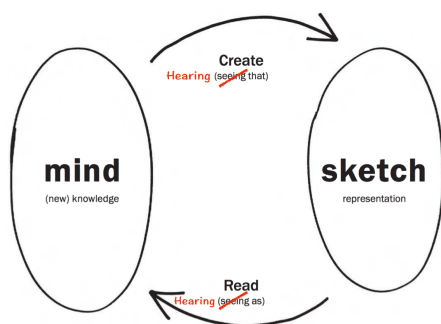 Create
Hearing (seeing that)
mind
(new) knowledge
sketch
representation
Read
Hearing (seeing as)